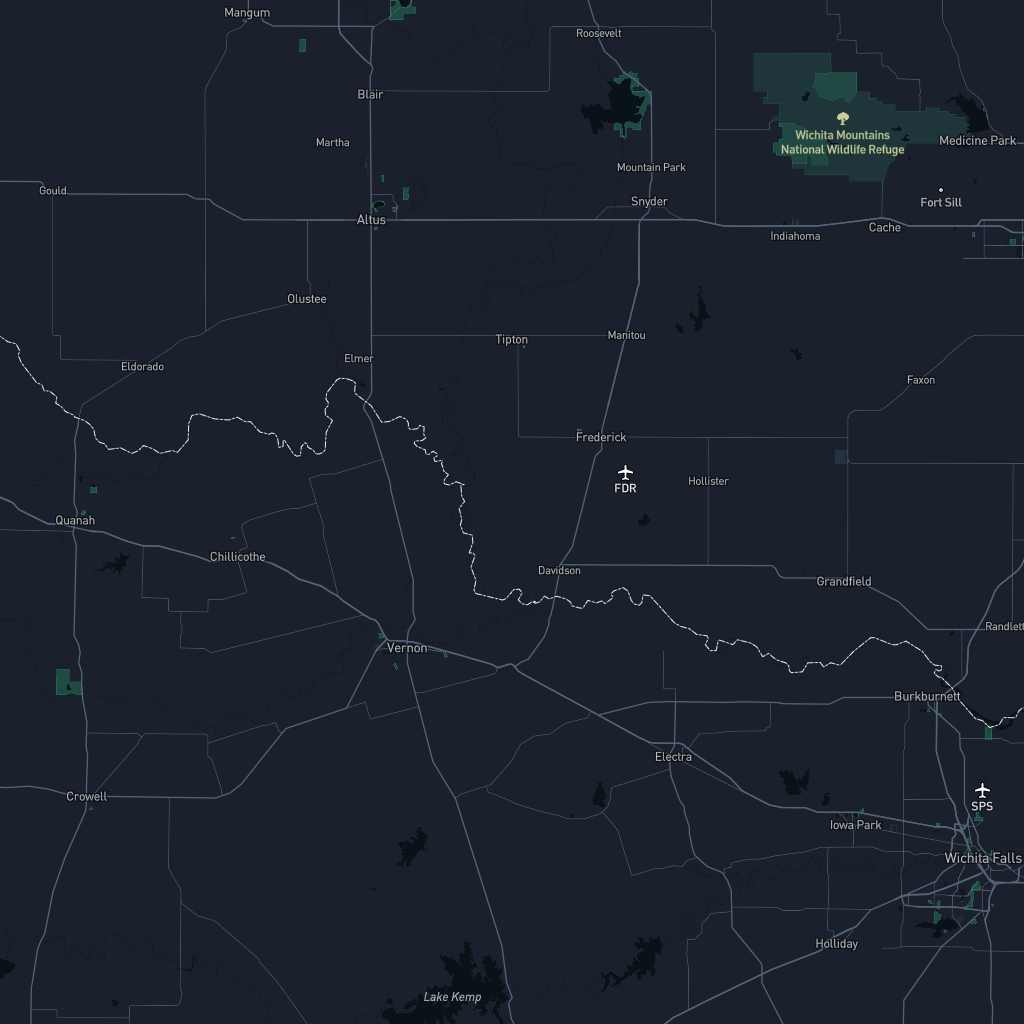 Mangum
Roosevelt
Blair
Wichita Mountains
National Wildlife Refuge
Martha
Medicine Park
Mountain Park
Gould
Snyder
Fort Sill
Altus
Indiahoma
Cache
Olustee
Tipton
Manitou
Elmer
Eldorado
Faxon
Frederick
FDR
Hollister
Quanah
Chillicothe
Davidson
Grandfield
Randlett
Vernon
Burkburnett
Electra
Crowell
SPS
Iowa Park
Wichita Falls
Holliday
Lake Kemp